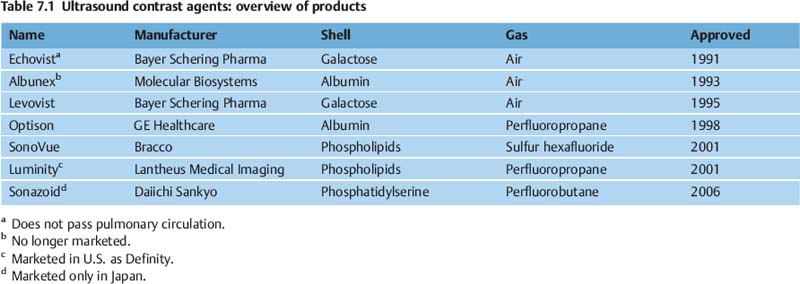 Table 7.1 Ultrasound contrast agents: overview of products
Name Manufacturer Shell Gas Approved
Echovistᵃ Bayer Schering Pharma Galactose Air 1991
Albunexᵇ Molecular Biosystems Albumin Air 1993
Levovist Bayer Schering Pharma Galactose Air 1995
Optison GE Healthcare Albumin Perfluoropropane 1998
SonoVue Bracco Phospholipids Sulfur hexafluoride 2001
Luminityᶜ Lantheus Medical Imaging Phospholipids Perfluoropropane 2001
Sonazoidᵈ Daiichi Sankyo Phosphatidylserine Perfluorobutane 2006
ᵃ Does not pass pulmonary circulation.
ᵇ No longer marketed.
ᶜ Marketed in U.S. as Definity.
ᵈ Marketed only in Japan.